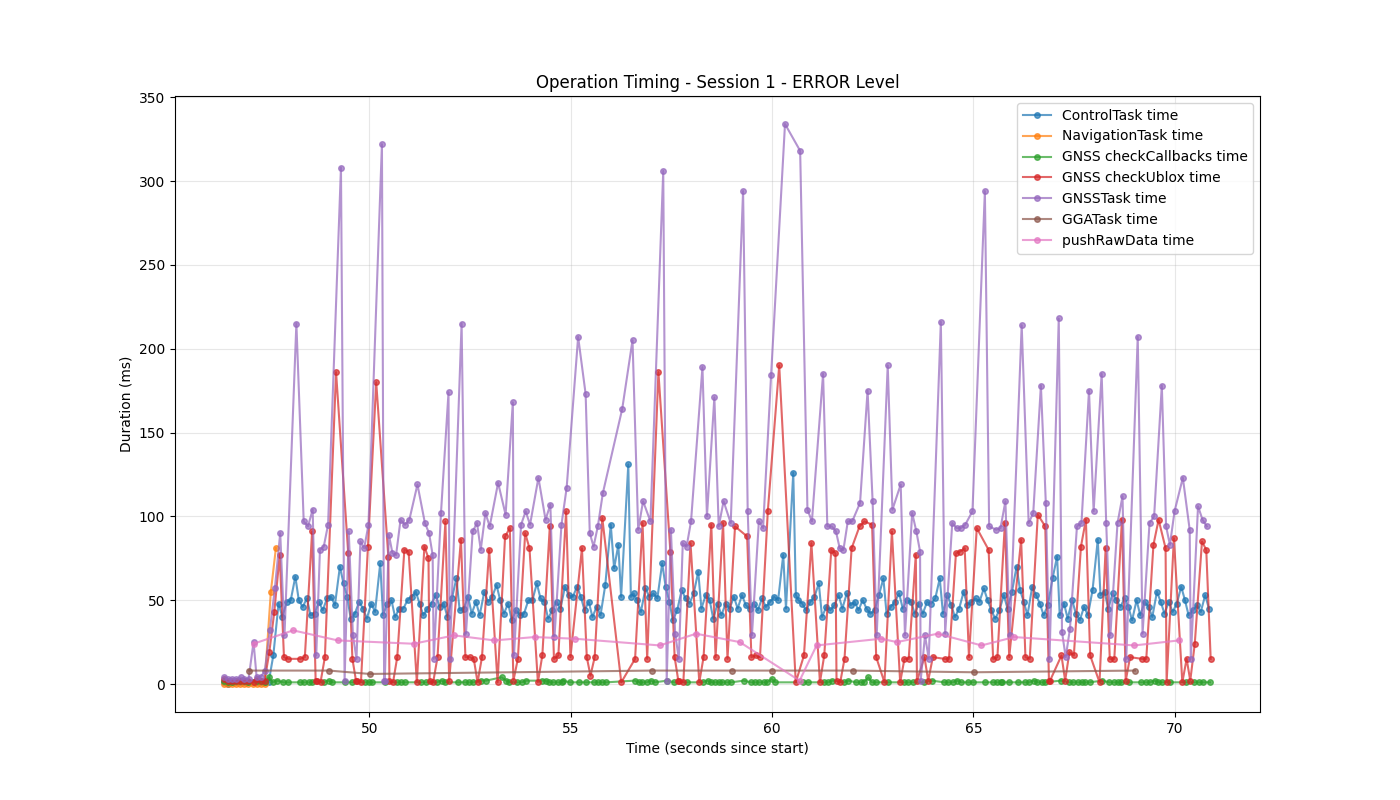 Operation Timing - Session 1 - ERROR Level
350
300
250
200
150
100
50
0
Duration (ms)
ControlTask time
NavigationTask time
GNSS checkCallbacks time
GNSS checkUblox time
GNSSTask time
GGATask time
pushRawData time
50 55 60 65 70
Time (seconds since start)